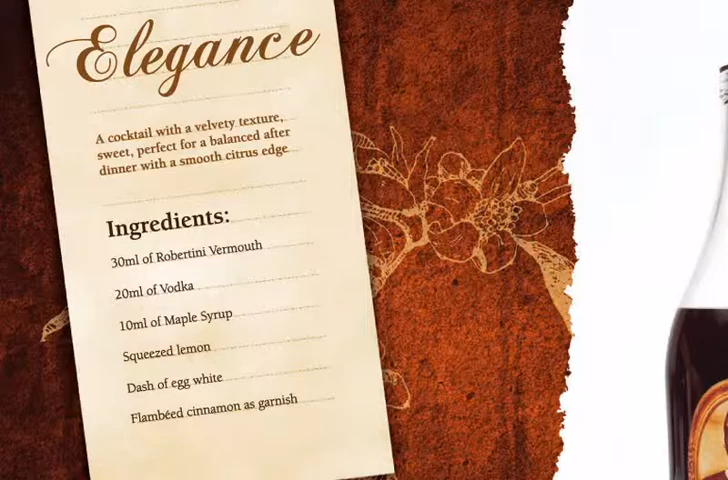 Elegance
A cocktail with a velvety texture,
sweet, perfect for a balanced after
dinner with a smooth citrus edge
Ingredients:
30ml of Robertini Vermouth
20ml of Vodka
10ml of Maple Syrup
Squeezed lemon
Dash of egg white
Flambéed cinnamon as garnish